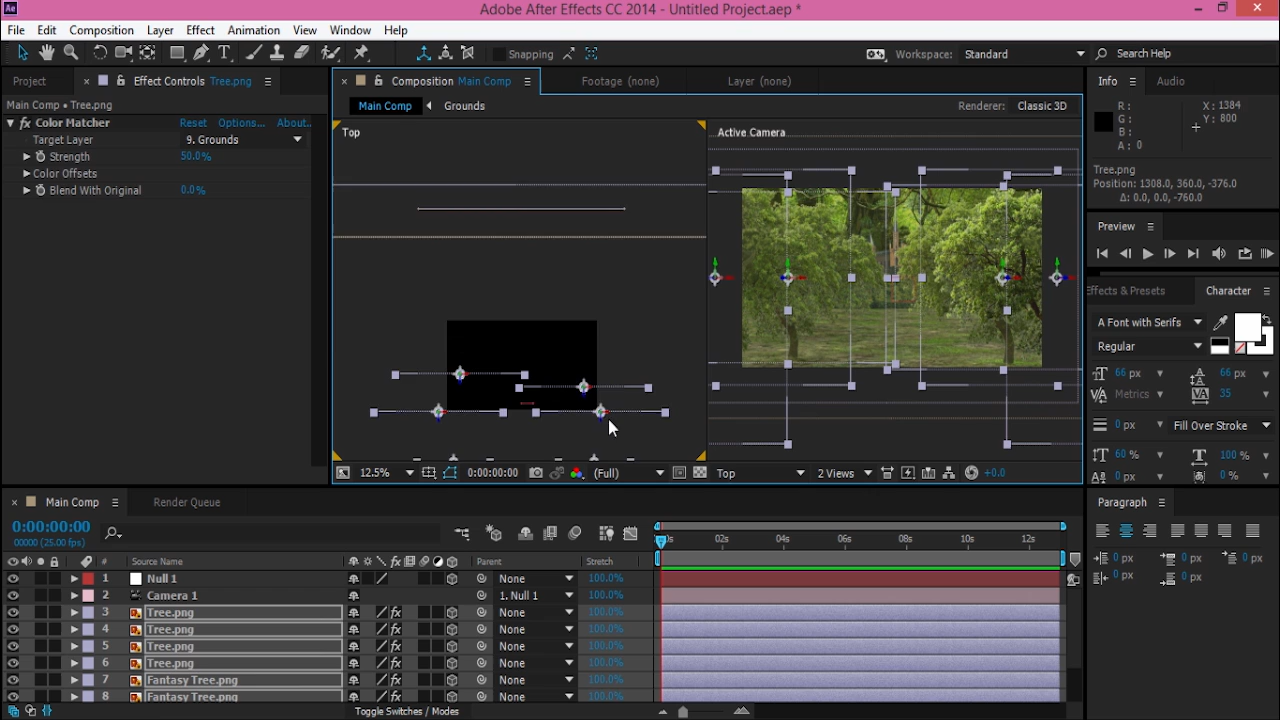 Ae Adobe After Effects CC 2014 - Untitled Project.aep *
File Edit Composition Layer Effect Animation View Window Help
Snapping Workspace: Standard Search Help
Project × Effect Controls Tree.png × Composition Main Comp Footage (none) Layer (none) Info Audio
Main Comp • Tree.png
Main Comp Grounds Renderer: Classic 3D
fx Color Matcher Reset Options... About..
Target Layer 9. Grounds
Strength 50.0%
Color Offsets
Blend With Original 0.0%
Top Active Camera
R: X: 1384
G: Y: 800
B:
A: 0
Tree.png
Position: 1308.0, 360.0, -376.0
Δ: 0.0, 0.0, -760.0
Preview
Effects & Presets Character
A Font with Serifs
Regular
66 px 66 px
Metrics 35
0 px Fill Over Stroke
60 % 100 %
0 px 0 %
12.5% 0:00:00:00 (Full) Top 2 Views +0.0
× Main Comp Render Queue
0:00:00:00
00000 (25.00 fps)
0s 02s 04s 06s 08s 10s 12s
# Source Name fx Parent Stretch
1 Null 1 None 100.0%
2 Camera 1 1. Null 1 100.0%
3 Tree.png fx None 100.0%
4 Tree.png fx None 100.0%
5 Tree.png fx None 100.0%
6 Tree.png fx None 100.0%
7 Fantasy Tree.png fx None 100.0%
8 Fantasy Tree.png fx None 100.0%
Toggle Switches / Modes
Paragraph
0 px 0 px 0 px
0 px 0 px